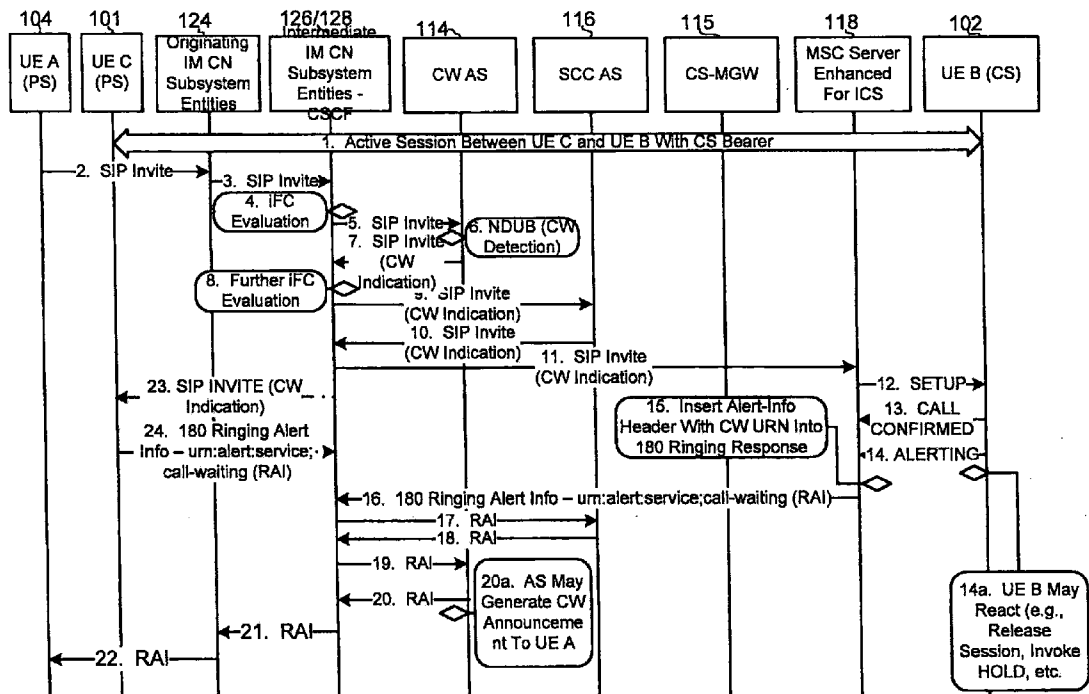 104
101
124
126/128
114
116
115
118
102
UE A
(PS)
UE C
(PS)
Originating
IM CN
Subsystem
Entities
Intermediate
IM CN
Subsystem
Entities -
CSCF
CW AS
SCC AS
CS-MGW
MSC Server
Enhanced
For ICS
UE B (CS)
1. Active Session Between UE C and UE B With CS Bearer
2. SIP Invite
3. SIP Invite
4. iFC
Evaluation
5. SIP Invite
6. NDUB (CW
Detection)
7. SIP Invite
(CW
Indication)
8. Further iFC
Evaluation
9. SIP Invite
(CW Indication)
10. SIP Invite
(CW Indication)
11. SIP Invite
(CW Indication)
12. SETUP
23. SIP INVITE (CW
Indication)
13. CALL
CONFIRMED
15. Insert Alert-Info
Header With CW URN Into
180 Ringing Response
24. 180 Ringing Alert
Info – urn:alert:service;
call-waiting (RAI)
14. ALERTING
16. 180 Ringing Alert Info – urn:alert:service;call-waiting (RAI)
17. RAI
18. RAI
19. RAI
20. RAI
20a. AS May
Generate CW
Announceme
nt To UE A
14a. UE B May
React (e.g.,
Release
Session, Invoke
HOLD, etc.
21. RAI
22. RAI